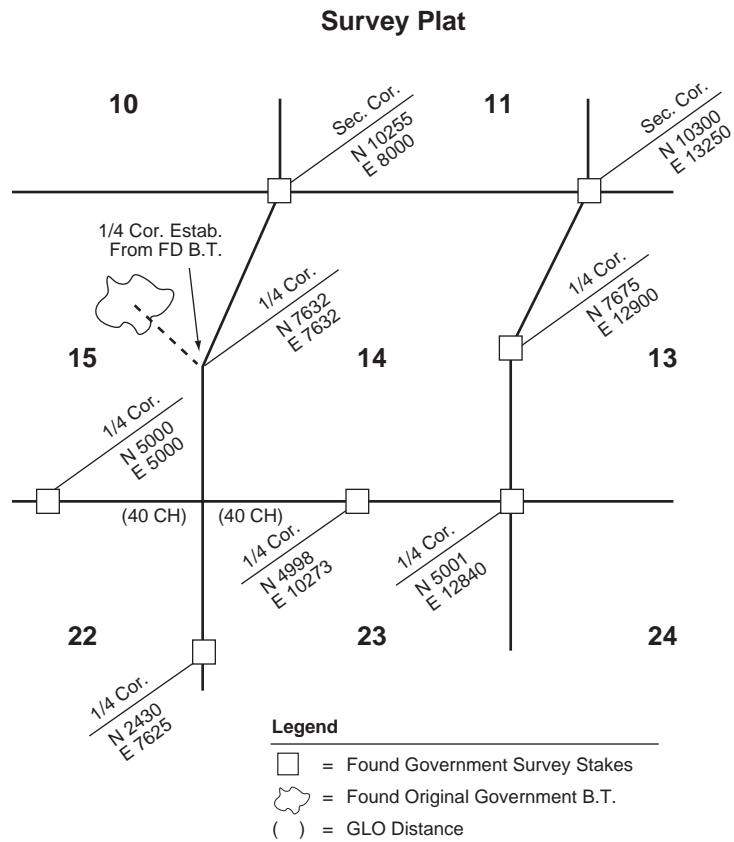 Survey Plat
10
11
Sec. Cor.
N 10255
E 8000
Sec. Cor.
N 10300
E 13250
1/4 Cor. Estab.
From FD B.T.
1/4 Cor.
N 7632
E 7632
1/4 Cor.
N 7675
E 12900
15
14
13
1/4 Cor.
N 5000
E 5000
(40 CH)
(40 CH)
1/4 Cor.
N 4998
E 10273
1/4 Cor.
N 5001
E 12840
22
23
24
1/4 Cor.
N 2430
E 7625
Legend
= Found Government Survey Stakes
= Found Original Government B.T.
( ) = GLO Distance